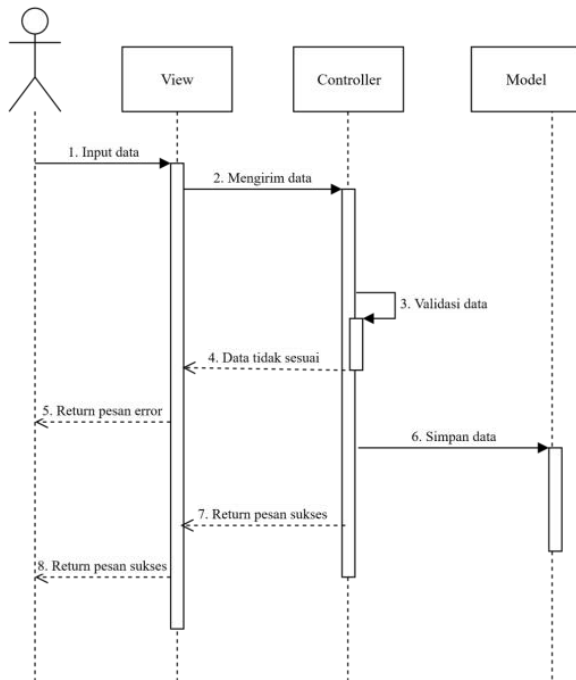 View
Controller
Model
1. Input data
2. Mengirim data
3. Validasi data
4. Data tidak sesuai
5. Return pesan error
6. Simpan data
7. Return pesan sukses
8. Return pesan sukses